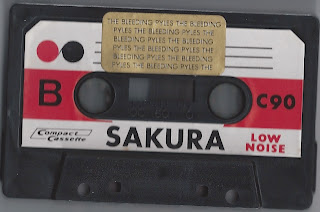 THE BLEEDING PYLES THE BLEEDING
PYLES THE BLEEDING PYLES THE
BLEEDING PYLES THE BLEEDING
PYLES THE BLEEDING PYLES THE
BLEEDING PYLES THE BLEEDING
PYLES THE BLEEDING PYLES THE
B
C90
Compact
Cassette
SAKURA
LOW
NOISE